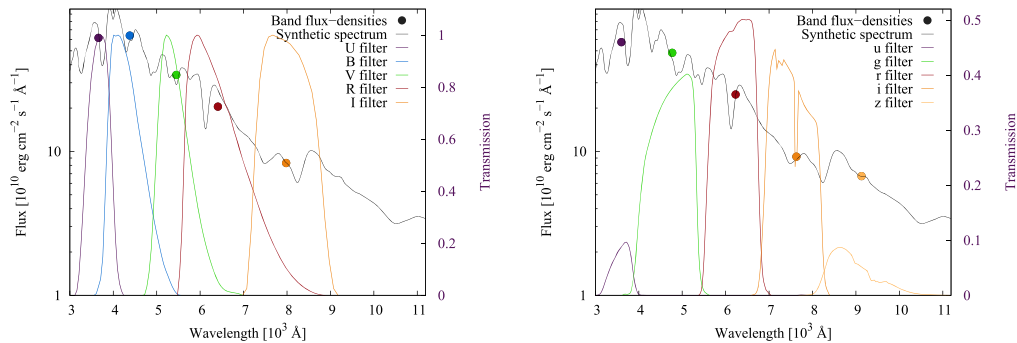 Band flux−densities
Synthetic spectrum
U filter
B filter
V filter
R filter
I filter
10
1
Flux [10^10 erg cm^−2 s^−1 Å^−1]
1
0.8
0.6
0.4
0.2
0
Transmission
3 4 5 6 7 8 9 10 11
Wavelength [10^3 Å]
Band flux−densities
Synthetic spectrum
u filter
g filter
r filter
i filter
z filter
10
1
Flux [10^10 erg cm^−2 s^−1 Å^−1]
0.5
0.4
0.3
0.2
0.1
0
Transmission
3 4 5 6 7 8 9 10 11
Wavelength [10^3 Å]